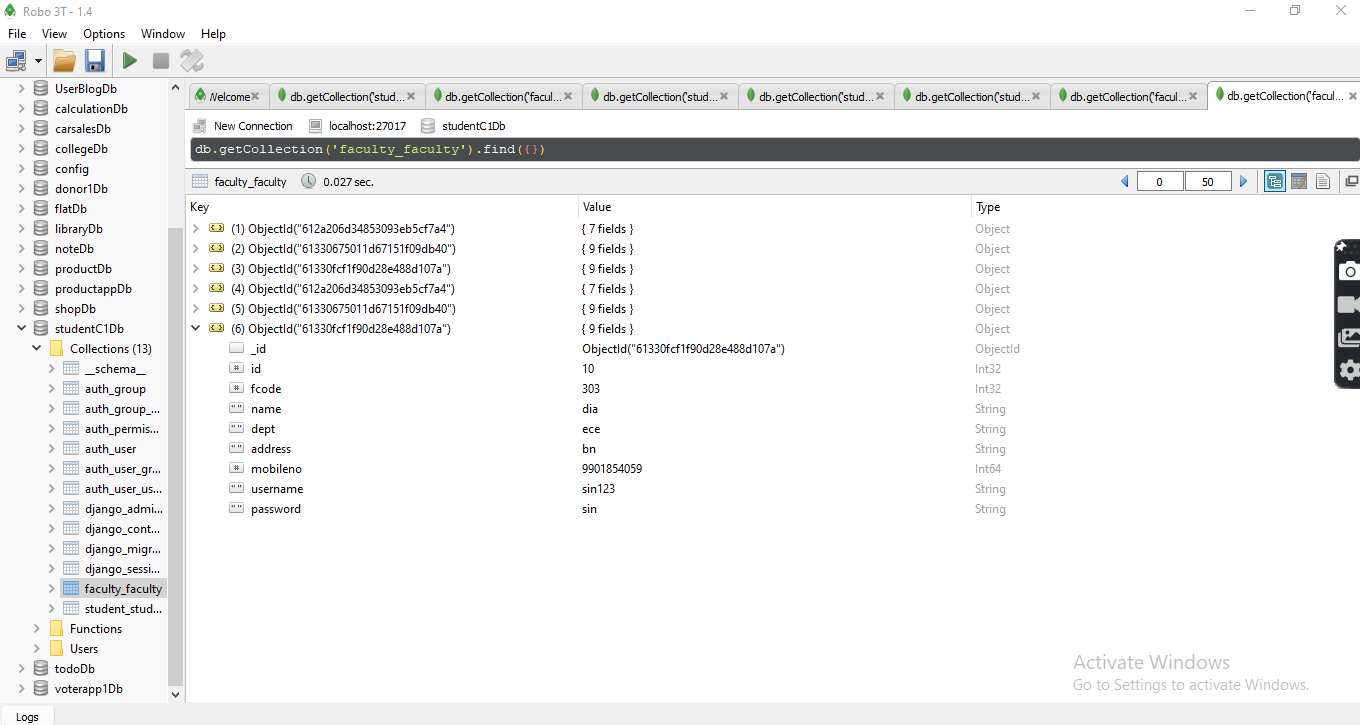 Robo 3T - 1.4
File View Options Window Help
UserBlogDb
calculationDb
carsalesDb
collegeDb
config
donor1Db
flatDb
libraryDb
noteDb
productDb
productappDb
shopDb
studentC1Db
Collections (13)
__schema__
auth_group
auth_group_...
auth_permis...
auth_user
auth_user_gr...
auth_user_us...
django_admi...
django_cont...
django_migr...
django_sessi...
faculty_faculty
student_stud...
Functions
Users
todoDb
voterapp1Db
Logs
Welcome db.getCollection('stud... db.getCollection('facul... db.getCollection('stud... db.getCollection('stud... db.getCollection('stud... db.getCollection('facul... db.getCollection('facul...
New Connection localhost:27017 studentC1Db
db.getCollection('faculty_faculty').find({})
faculty_faculty 0.027 sec. 0 50
Key Value Type
(1) ObjectId("612a206d34853093eb5cf7a4") { 7 fields } Object
(2) ObjectId("61330675011d67151f09db40") { 9 fields } Object
(3) ObjectId("61330fcf1f90d28e488d107a") { 9 fields } Object
(4) ObjectId("612a206d34853093eb5cf7a4") { 7 fields } Object
(5) ObjectId("61330675011d67151f09db40") { 9 fields } Object
(6) ObjectId("61330fcf1f90d28e488d107a") { 9 fields } Object
_id ObjectId("61330fcf1f90d28e488d107a") ObjectId
id 10 Int32
fcode 303 Int32
name dia String
dept ece String
address bn String
mobileno 9901854059 Int64
username sin123 String
password sin String
Activate Windows
Go to Settings to activate Windows.